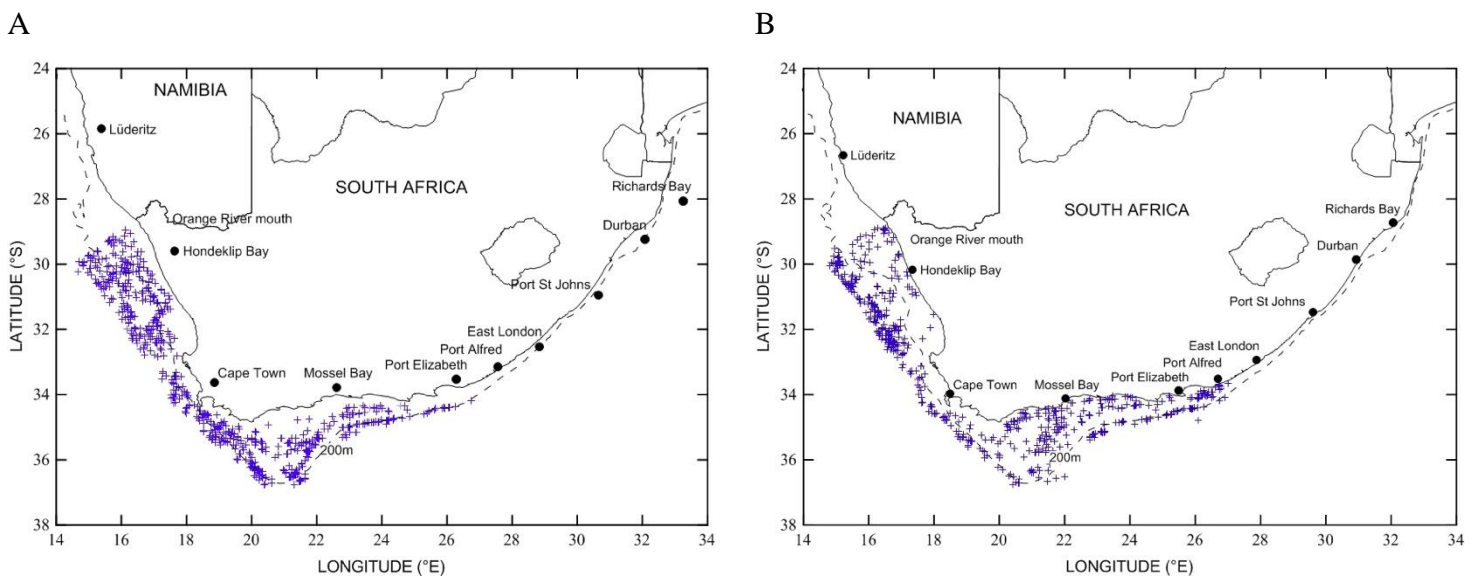 A
24
26
28
30
32
34
36
38
LATITUDE (°S)
NAMIBIA
Lüderitz
SOUTH AFRICA
Richards Bay
Orange River mouth
Durban
Hondeklip Bay
Port St Johns
East London
Port Alfred
Port Elizabeth
Cape Town
Mossel Bay
200m
14 16 18 20 22 24 26 28 30 32 34
LONGITUDE (°E)
B
24
26
28
30
32
34
36
38
LATITUDE (°S)
NAMIBIA
Lüderitz
SOUTH AFRICA
Richards Bay
Orange River mouth
Durban
Hondeklip Bay
Port St Johns
East London
Port Alfred
Port Elizabeth
Cape Town
Mossel Bay
200m
14 16 18 20 22 24 26 28 30 32 34
LONGITUDE (°E)